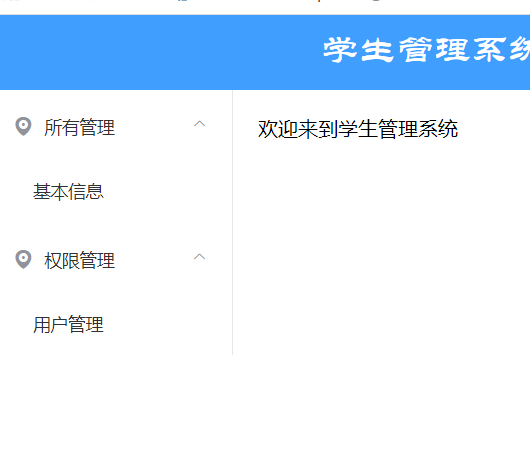 学生管理系统
所有管理
欢迎来到学生管理系统
基本信息
权限管理
用户管理